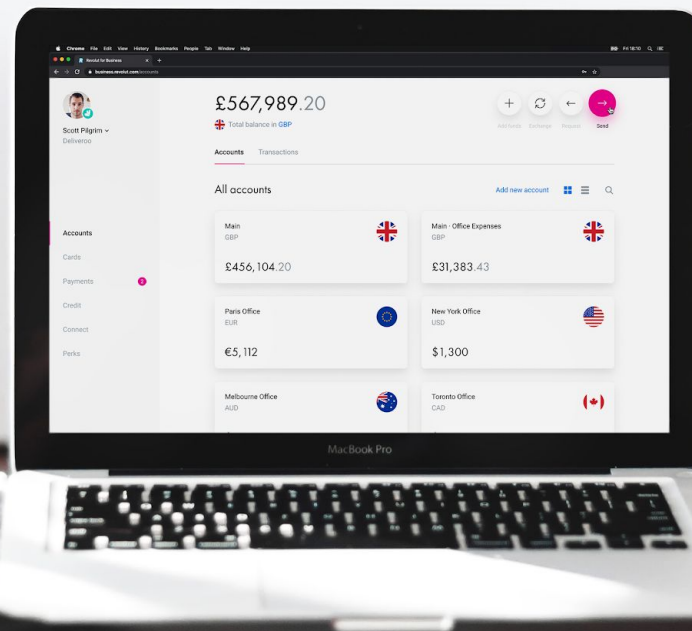 Chrome File Edit View History Bookmarks People Tab Window Help
Fri 18:10
Revolut for Business
business.revolut.com/accounts
Scott Pilgrim
Deliveroo
£567,989.20
Total balance in GBP
Add funds Exchange Request Send
Accounts Transactions
All accounts
Add new account
Accounts
Cards
Payments
2
Credit
Connect
Perks
Main
GBP
£456,104.20
Main · Office Expenses
GBP
£31,383.43
Paris Office
EUR
€5,112
New York Office
USD
$1,300
Melbourne Office
AUD
Toronto Office
CAD
MacBook Pro